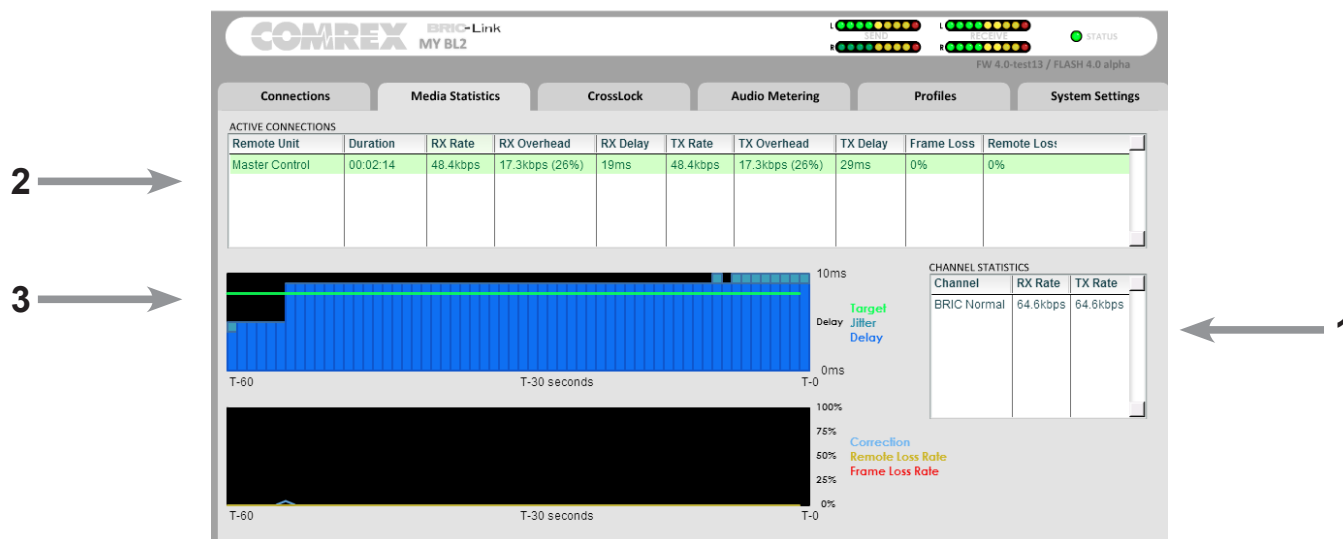 COMREX BRIC-Link
MY BL2
L SEND R
L RECEIVE R
STATUS
FW 4.0-test13 / FLASH 4.0 alpha
Connections Media Statistics CrossLock Audio Metering Profiles System Settings
ACTIVE CONNECTIONS
Remote Unit Duration RX Rate RX Overhead RX Delay TX Rate TX Overhead TX Delay Frame Loss Remote Loss
Master Control 00:02:14 48.4kbps 17.3kbps (26%) 19ms 48.4kbps 17.3kbps (26%) 29ms 0% 0%
2
3
10ms
Delay
0ms
Target
Jitter
Delay
T-60 T-30 seconds T-0
CHANNEL STATISTICS
Channel RX Rate TX Rate
BRIC Normal 64.6kbps 64.6kbps
100%
75%
50%
25%
0%
Correction
Remote Loss Rate
Frame Loss Rate
T-60 T-30 seconds T-0